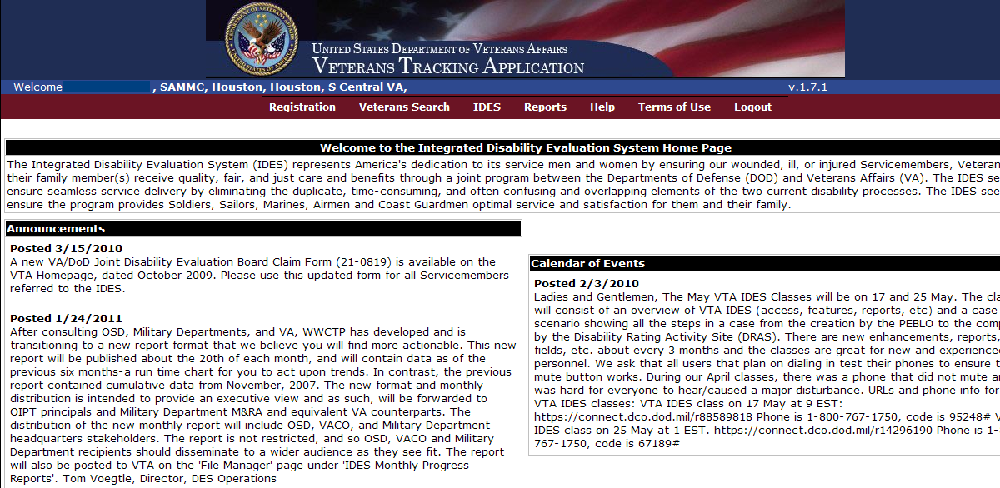 UNITED STATES DEPARTMENT OF VETERANS AFFAIRS
VETERANS TRACKING APPLICATION
Welcome , SAMMC, Houston, Houston, S Central VA,
v.1.7.1
Registration Veterans Search IDES Reports Help Terms of Use Logout
Welcome to the Integrated Disability Evaluation System Home Page
The Integrated Disability Evaluation System (IDES) represents America's dedication to its service men and women by ensuring our wounded, ill, or injured Servicemembers, Veteran
their family member(s) receive quality, fair, and just care and benefits through a joint program between the Departments of Defense (DOD) and Veterans Affairs (VA). The IDES se
ensure seamless service delivery by eliminating the duplicate, time-consuming, and often confusing and overlapping elements of the two current disability processes. The IDES see
ensure the program provides Soldiers, Sailors, Marines, Airmen and Coast Guardmen optimal service and satisfaction for them and their family.
Announcements
Posted 3/15/2010
A new VA/DoD Joint Disability Evaluation Board Claim Form (21-0819) is available on the
VTA Homepage, dated October 2009. Please use this updated form for all Servicemembers
referred to the IDES.
Posted 1/24/2011
After consulting OSD, Military Departments, and VA, WWCTP has developed and is
transitioning to a new report format that we believe you will find more actionable. This new
report will be published about the 20th of each month, and will contain data as of the
previous six months-a run time chart for you to act upon trends. In contrast, the previous
report contained cumulative data from November, 2007. The new format and monthly
distribution is intended to provide an executive view and as such, will be forwarded to
OIPT principals and Military Department M&RA and equivalent VA counterparts. The
distribution of the new monthly report will include OSD, VACO, and Military Department
headquarters stakeholders. The report is not restricted, and so OSD, VACO and Military
Department recipients should disseminate to a wider audience as they see fit. The report
will also be posted to VTA on the 'File Manager' page under 'IDES Monthly Progress
Reports'. Tom Voegtle, Director, DES Operations
Calendar of Events
Posted 2/3/2010
Ladies and Gentlemen, The May VTA IDES Classes will be on 17 and 25 May. The cla
will consist of an overview of VTA IDES (access, features, reports, etc) and a case
scenario showing all the steps in a case from the creation by the PEBLO to the comp
by the Disability Rating Activity Site (DRAS). There are new enhancements, reports,
fields, etc. about every 3 months and the classes are great for new and experienced
personnel. We ask that all users that plan on dialing in test their phones to ensure t
mute button works. During our April classes, there was a phone that did not mute a
was hard for everyone to hear/caused a major disturbance. URLs and phone info for
VTA IDES classes: VTA IDES class on 17 May at 9 EST:
https://connect.dco.dod.mil/r88589818 Phone is 1-800-767-1750, code is 95248# V
IDES class on 25 May at 1 EST. https://connect.dco.dod.mil/r14296190 Phone is 1-
767-1750, code is 67189#